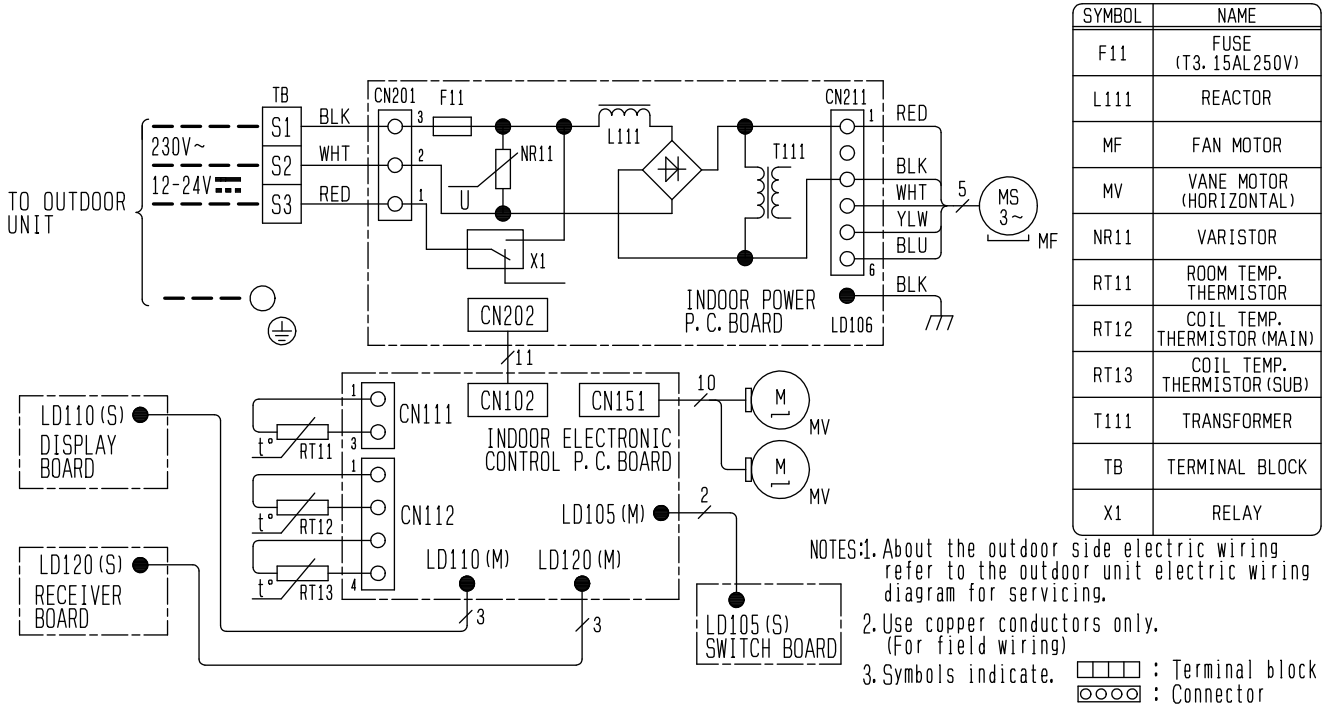 SYMBOL NAME
F11 FUSE
(T3.15AL250V)
L111 REACTOR
MF FAN MOTOR
MV VANE MOTOR
(HORIZONTAL)
NR11 VARISTOR
RT11 ROOM TEMP.
THERMISTOR
RT12 COIL TEMP.
THERMISTOR(MAIN)
RT13 COIL TEMP.
THERMISTOR(SUB)
T111 TRANSFORMER
TB TERMINAL BLOCK
X1 RELAY
TO OUTDOOR
UNIT
230V~
12-24V
TB
S1
S2
S3
BLK
WHT
RED
CN201
3
2
1
F11
NR11
U
X1
L111
T111
CN211
1
6
RED
BLK
WHT
YLW
BLU
BLK
5
MS
3~
MF
INDOOR POWER
P.C.BOARD
LD106
CN202
11
CN102
CN151
10
M
MV
M
MV
INDOOR ELECTRONIC
CONTROL P.C.BOARD
1
CN111
3
t°
RT11
1
CN112
4
t°
RT12
t°
RT13
LD105(M)
2
LD110(M)
LD120(M)
3
3
LD110(S)
DISPLAY
BOARD
LD120(S)
RECEIVER
BOARD
LD105(S)
SWITCH BOARD
NOTES:1. About the outdoor side electric wiring
refer to the outdoor unit electric wiring
diagram for servicing.
2. Use copper conductors only.
(For field wiring)
3. Symbols indicate.
: Terminal block
: Connector